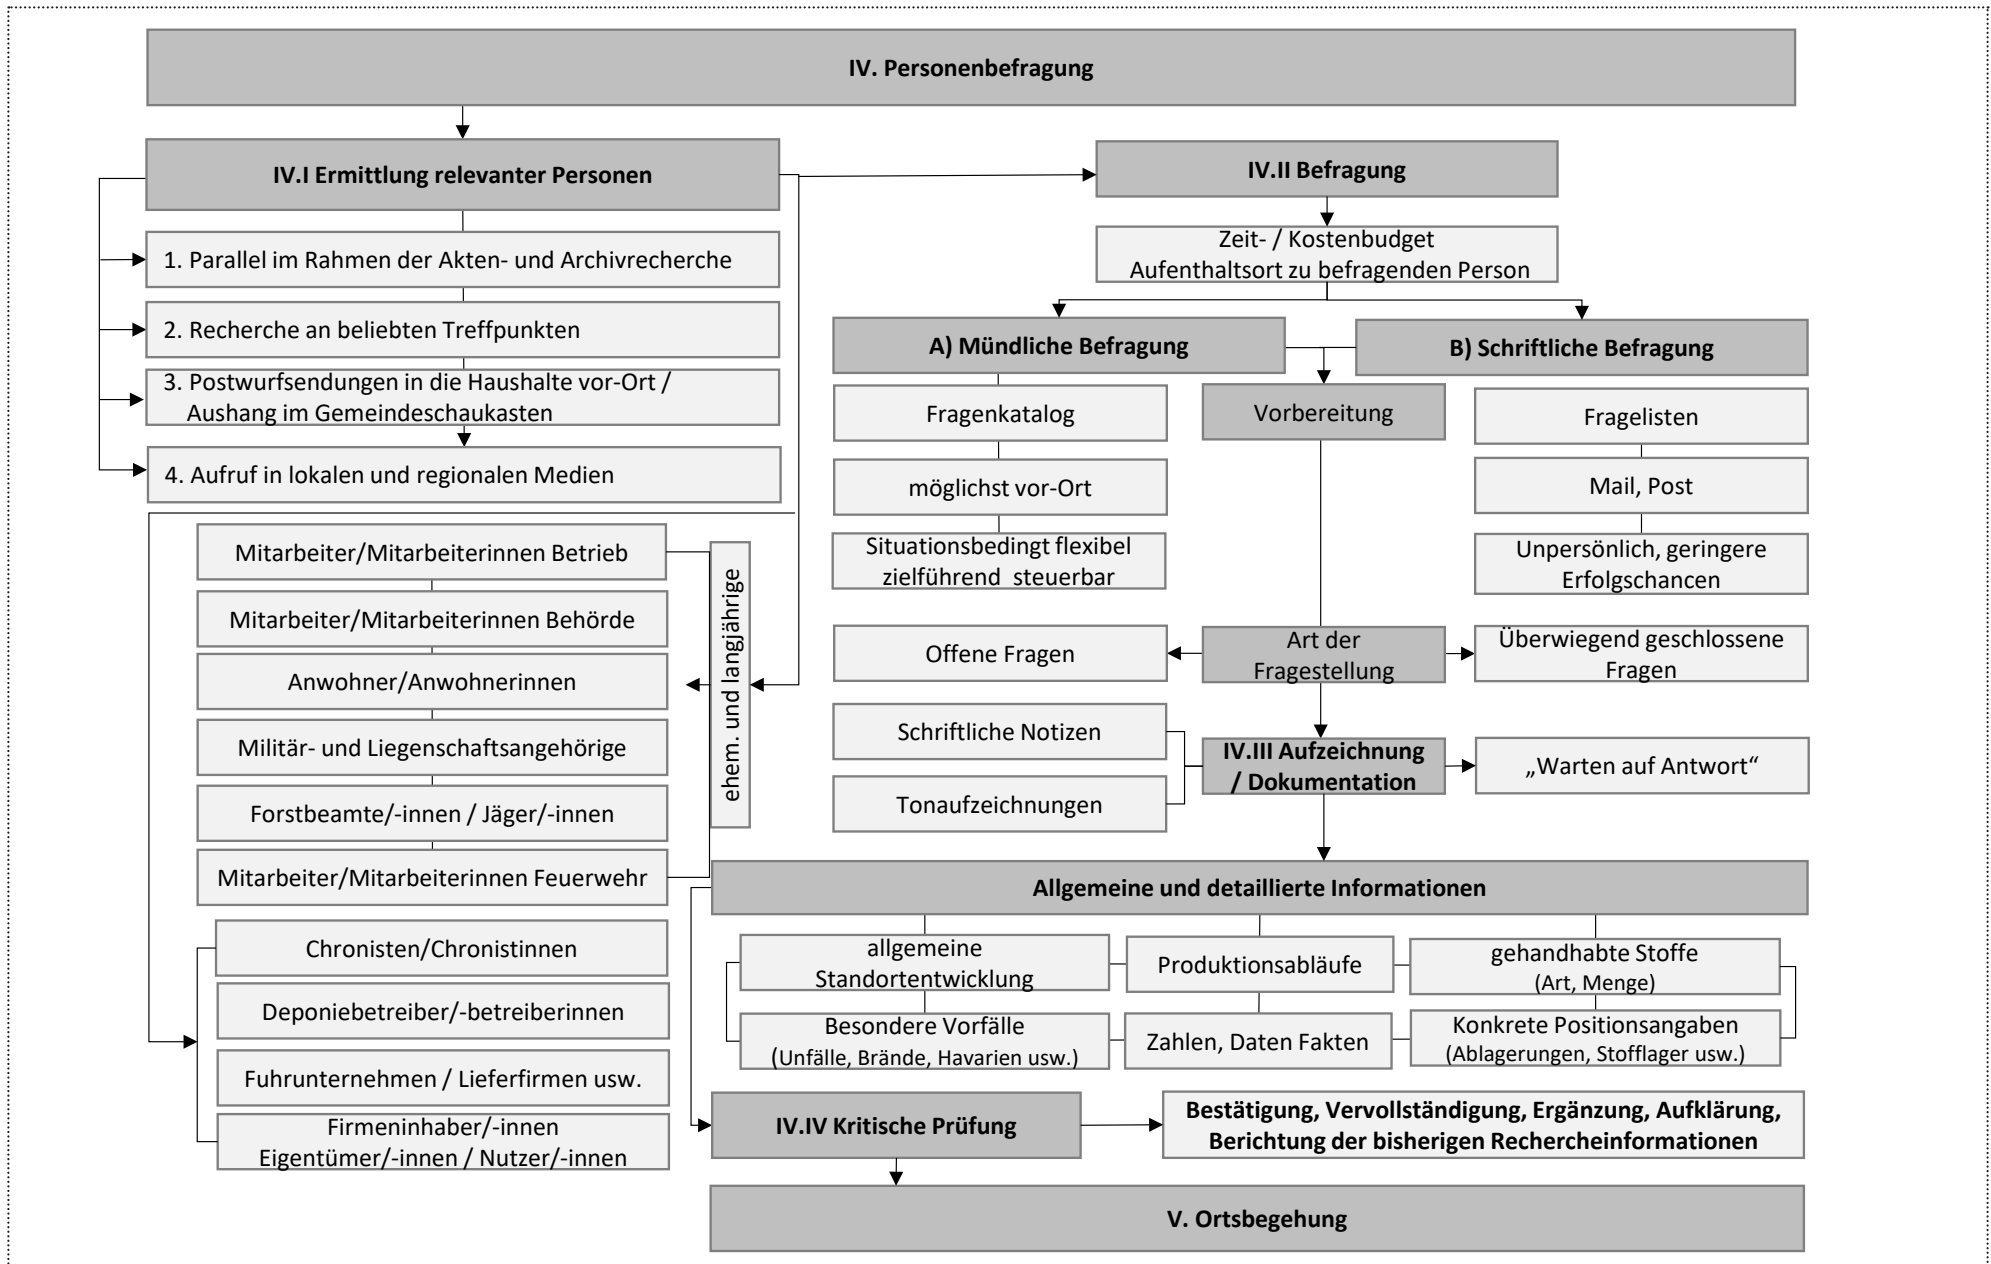 IV. Personenbefragung
IV.I Ermittlung relevanter Personen
1. Parallel im Rahmen der Akten- und Archivrecherche
2. Recherche an beliebten Treffpunkten
3. Postwurfsendungen in die Haushalte vor-Ort /
Aushang im Gemeindeschaukasten
4. Aufruf in lokalen und regionalen Medien
Mitarbeiter/Mitarbeiterinnen Betrieb
Mitarbeiter/Mitarbeiterinnen Behörde
Anwohner/Anwohnerinnen
Militär- und Liegenschaftsangehörige
Forstbeamte/-innen / Jäger/-innen
Mitarbeiter/Mitarbeiterinnen Feuerwehr
ehem. und langjährige
Chronisten/Chronistinnen
Deponiebetreiber/-betreiberinnen
Fuhrunternehmen / Lieferfirmen usw.
Firmeninhaber/-innen
Eigentümer/-innen / Nutzer/-innen
IV.II Befragung
Zeit- / Kostenbudget
Aufenthaltsort zu befragenden Person
A) Mündliche Befragung
B) Schriftliche Befragung
Fragenkatalog
Vorbereitung
Fragelisten
möglichst vor-Ort
Mail, Post
Situationsbedingt flexibel
zielführend  steuerbar
Unpersönlich, geringere
Erfolgschancen
Offene Fragen
Art der
Fragestellung
Überwiegend geschlossene
Fragen
Schriftliche Notizen
Tonaufzeichnungen
IV.III Aufzeichnung
/ Dokumentation
„Warten auf Antwort“
Allgemeine und detaillierte Informationen
allgemeine
Standortentwicklung
Produktionsabläufe
gehandhabte Stoffe
(Art, Menge)
Besondere Vorfälle
(Unfälle, Brände, Havarien usw.)
Zahlen, Daten Fakten
Konkrete Positionsangaben
(Ablagerungen, Stofflager usw.)
IV.IV Kritische Prüfung
Bestätigung, Vervollständigung, Ergänzung, Aufklärung,
Berichtung der bisherigen Rechercheinformationen
V. Ortsbegehung